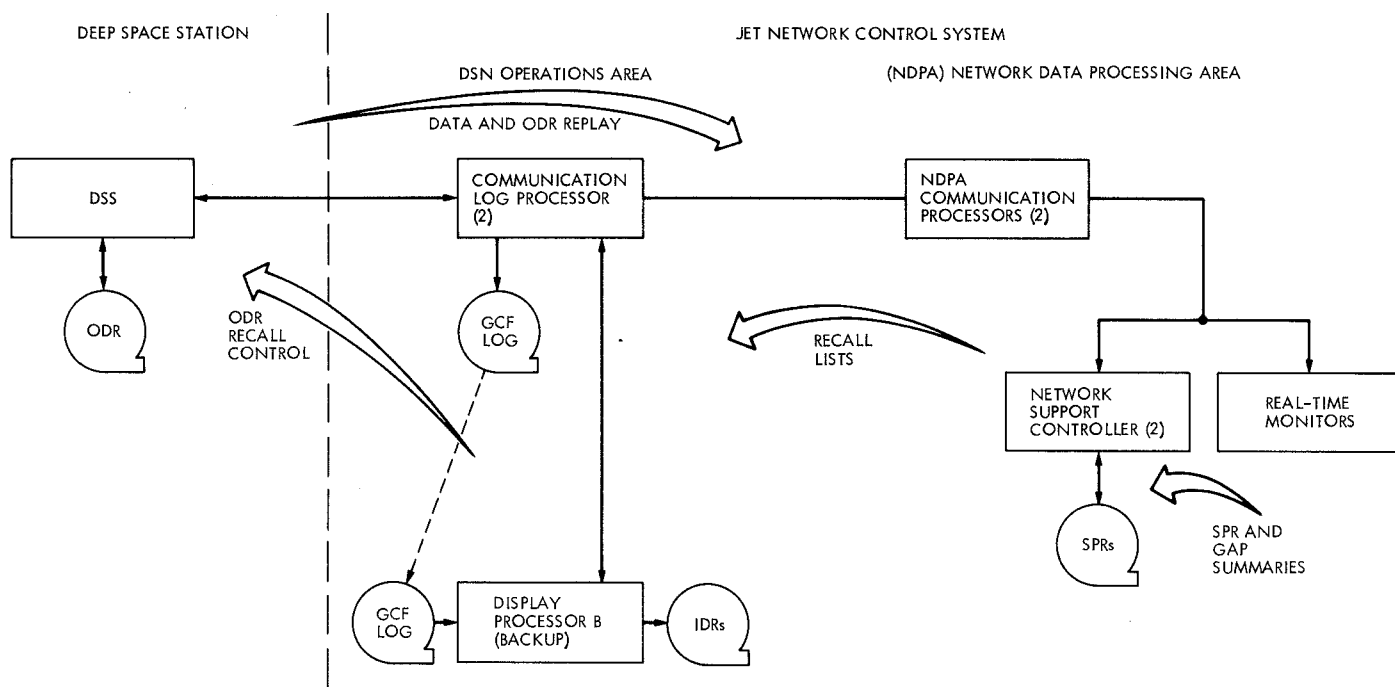 DEEP SPACE STATION
JET NETWORK CONTROL SYSTEM
DSN OPERATIONS AREA
(NDPA) NETWORK DATA PROCESSING AREA
DATA AND ODR REPLAY
DSS
COMMUNICATION
LOG PROCESSOR
(2)
NDPA
COMMUNICATION
PROCESSORS (2)
ODR
ODR
RECALL
CONTROL
GCF
LOG
RECALL
LISTS
NETWORK
SUPPORT
CONTROLLER (2)
REAL-TIME
MONITORS
SPRs
SPR AND
GAP
SUMMARIES
GCF
LOG
DISPLAY
PROCESSOR B
(BACKUP)
IDRs